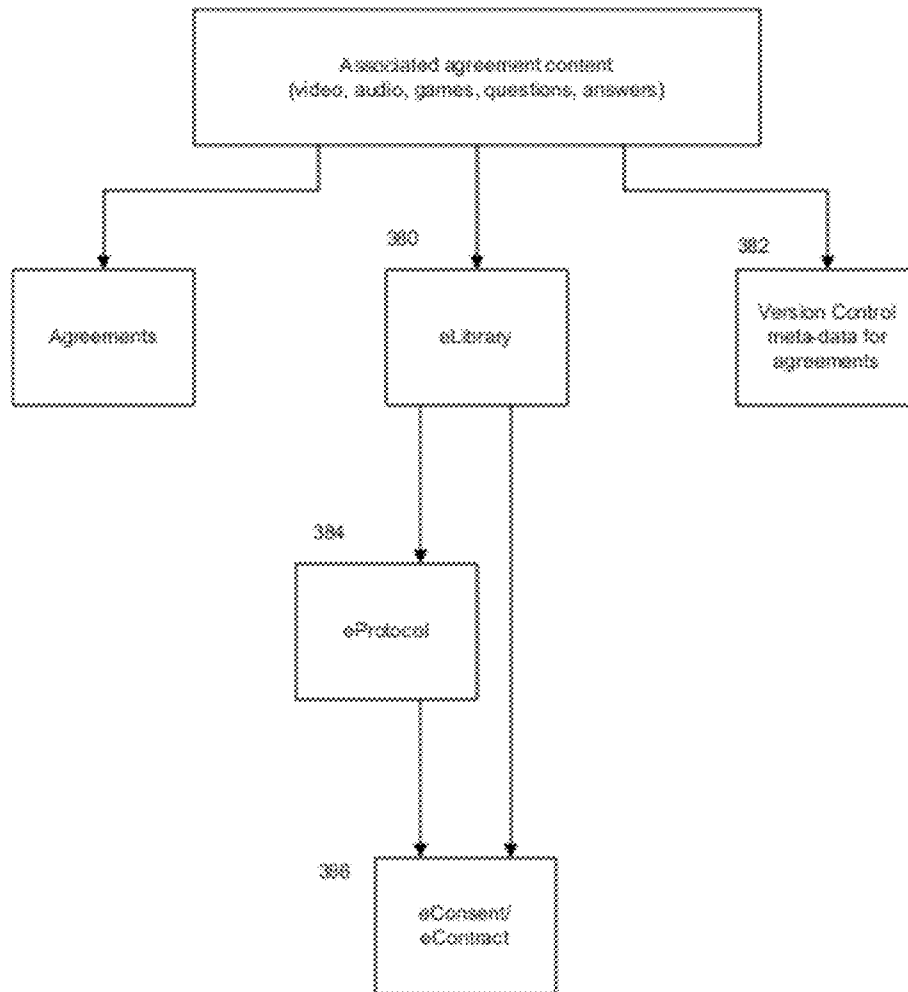 Associated agreement content
(video, audio, games, questions, answers)
380
382
Agreements
eLibrary
Version Control
meta-data for
agreements
384
eProtocol
386
eConsent/
eContract